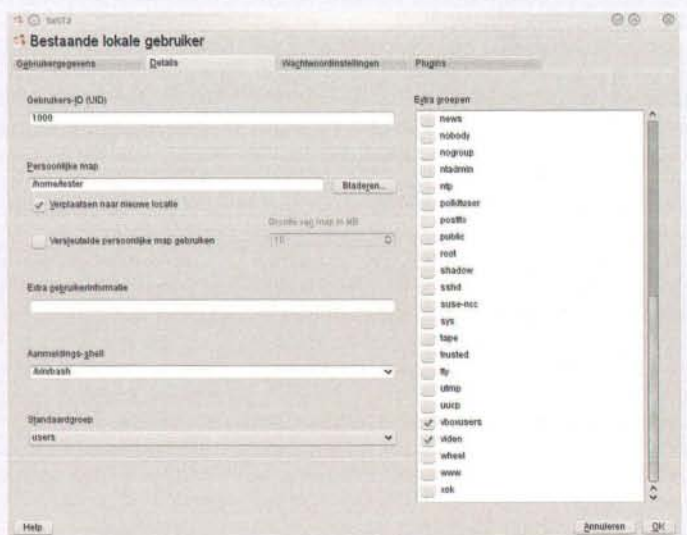 YaST2
Bestaande lokale gebruiker
Gebruikergegevens
Details
Wachtwoordinstellingen
Plugins
Gebruikers-ID (UID)
1000
Persoonlijke map
/home/tester
Bladeren...
Verplaatsen naar nieuwe locatie
Versleutelde persoonlijke map gebruiken
Grootte van map in MB
10
Extra gebruikerinformatie
Aanmeldings-shell
/bin/bash
Standaardgroep
users
Extra groepen
news
nobody
nogroup
ntadmin
ntp
polkituser
postfix
public
root
shadow
sshd
suse-ncc
sys
tape
trusted
tty
utmp
uucp
vboxusers
video
wheel
www
xok
Help
Annuleren
OK